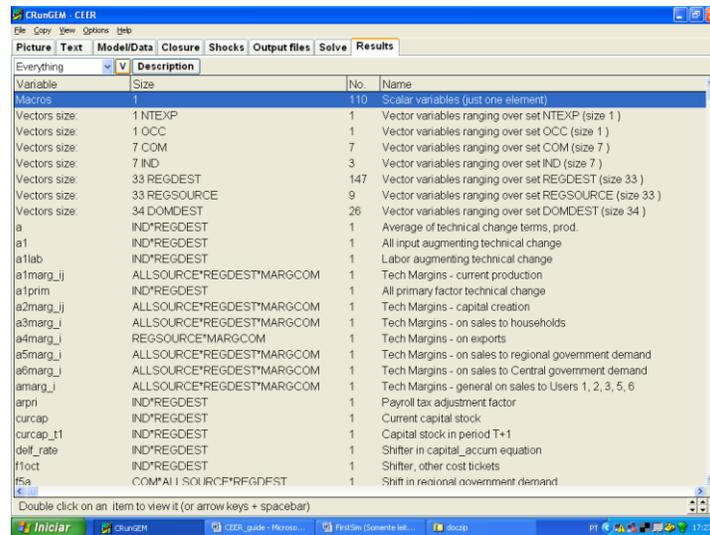 CRunGEM - CEER
File Copy View Options Help
Picture Text Model/Data Closure Shocks Output files Solve Results
Everything V Description
Variable Size No. Name
Macros 1 110 Scalar variables (just one element)
Vectors size: 1 NTEXP 1 Vector variables ranging over set NTEXP (size 1 )
Vectors size: 1 OCC 1 Vector variables ranging over set OCC (size 1 )
Vectors size: 7 COM 7 Vector variables ranging over set COM (size 7 )
Vectors size: 7 IND 3 Vector variables ranging over set IND (size 7 )
Vectors size: 33 REGDEST 147 Vector variables ranging over set REGDEST (size 33 )
Vectors size: 33 REGSOURCE 9 Vector variables ranging over set REGSOURCE (size 33 )
Vectors size: 34 DOMDEST 26 Vector variables ranging over set DOMDEST (size 34 )
a IND*REGDEST 1 Average of technical change terms, prod.
a1 IND*REGDEST 1 All input augmenting technical change
a1lab IND*REGDEST 1 Labor augmenting technical change
a1marg_ij ALLSOURCE*REGDEST*MARGCOM 1 Tech Margins - current production
a1prim IND*REGDEST 1 All primary factor technical change
a2marg_ij ALLSOURCE*REGDEST*MARGCOM 1 Tech Margins - capital creation
a3marg_i ALLSOURCE*REGDEST*MARGCOM 1 Tech Margins - on sales to households
a4marg_i REGSOURCE*MARGCOM 1 Tech Margins - on exports
a5marg_i ALLSOURCE*REGDEST*MARGCOM 1 Tech Margins - on sales to regional government demand
a6marg_i ALLSOURCE*REGDEST*MARGCOM 1 Tech Margins - on sales to Central government demand
amarg_i ALLSOURCE*REGDEST*MARGCOM 1 Tech Margins - general on sales to Users 1, 2, 3, 5, 6
arpri IND*REGDEST 1 Payroll tax adjustment factor
curcap IND*REGDEST 1 Current capital stock
curcap_t1 IND*REGDEST 1 Capital stock in period T+1
delf_rate IND*REGDEST 1 Shifter in capital_accum equation
f1oct IND*REGDEST 1 Shifter, other cost tickets
f5a COM*ALLSOURCE*REGDEST 1 Shift in regional government demand
Double click on an item to view it (or arrow keys + spacebar)
Iniciar CRunGEM CEER_guide - Microso... FirstSim (Somente leit... doczip PT